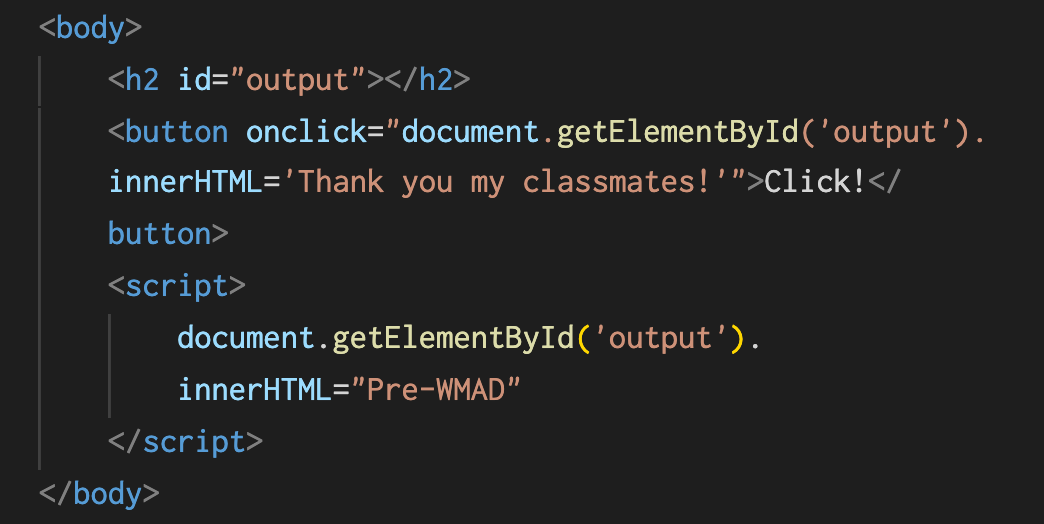 <body>
<h2 id="output"></h2>
<button onclick="document.getElementById('output').
innerHTML='Thank you my classmates!'">Click!</
button>
<script>
document.getElementById('output').
innerHTML="Pre-WMAD"
</script>
</body>